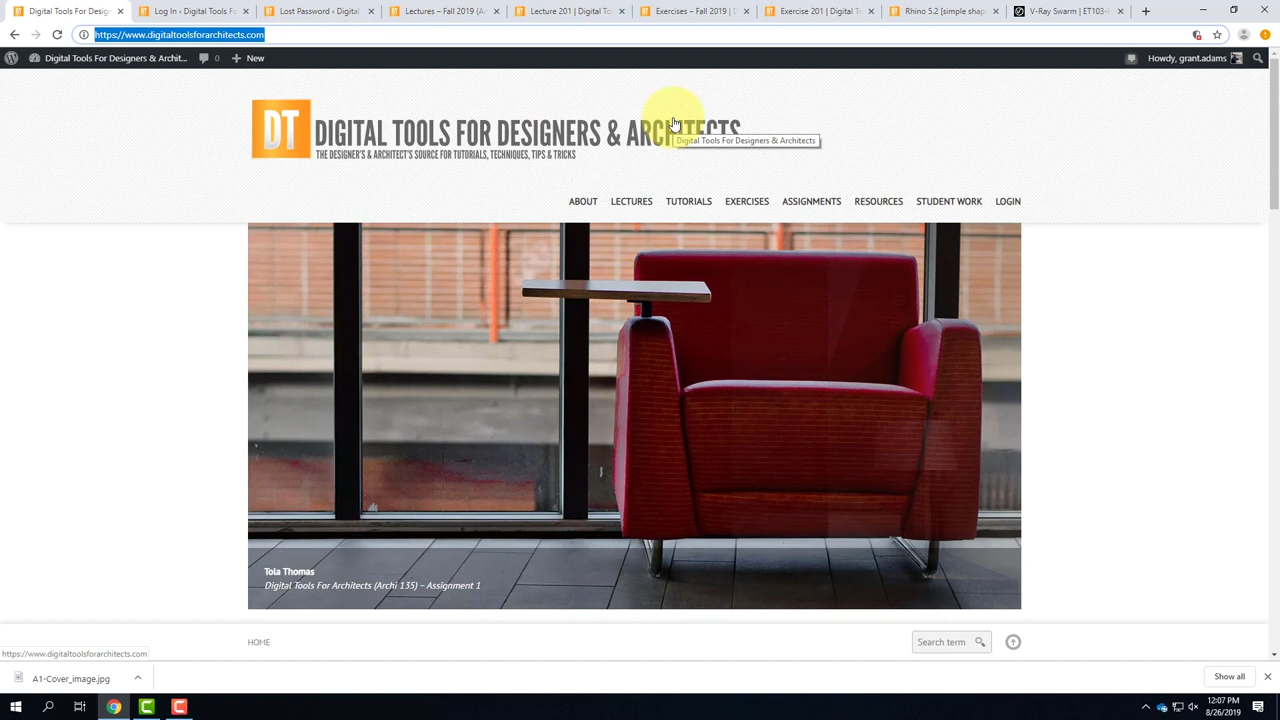 Digital Tools For Desig
Log In ‹ Digital Tools F
Lost Password ‹ Digital
Lectures – Fall 2019 (A
Lecture 201 | Digital To
Exercises – Fall 2019 | D
Exercise 201 | Digital T
Rhino 5.2 [simple shap
V-Ray Swarm | ET103-I
https://www.digitaltoolsforarchitects.com
Digital Tools For Designers & Archit...
0
New
Howdy, grant.adams
DT
DIGITAL TOOLS FOR DESIGNERS & ARCHITECTS
THE DESIGNER'S & ARCHITECT'S SOURCE FOR TUTORIALS, TECHNIQUES, TIPS & TRICKS
Digital Tools For Designers & Architects
ABOUT LECTURES TUTORIALS EXERCISES ASSIGNMENTS RESOURCES STUDENT WORK LOGIN
Tola Thomas
Digital Tools For Architects (Archi 135) – Assignment 1
HOME
Search term
https://www.digitaltoolsforarchitects.com
A1-Cover_image.jpg
Show all
12:07 PM
8/26/2019